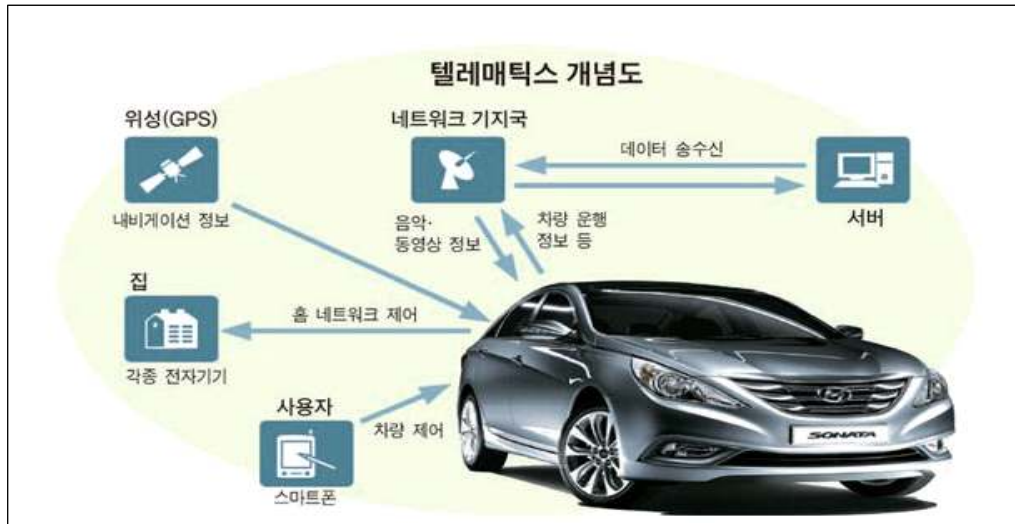 텔레매틱스 개념도
위성(GPS)
내비게이션 정보
네트워크 기지국
데이터 송수신
서버
음악·
동영상 정보
차량 운행
정보 등
집
홈 네트워크 제어
각종 전자기기
사용자
차량 제어
스마트폰
SONATA